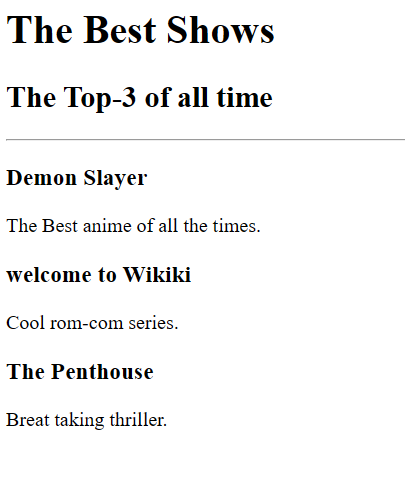 The Best Shows
The Top-3 of all time
Demon Slayer
The Best anime of all the times.
welcome to Wikiki
Cool rom-com series.
The Penthouse
Breat taking thriller.